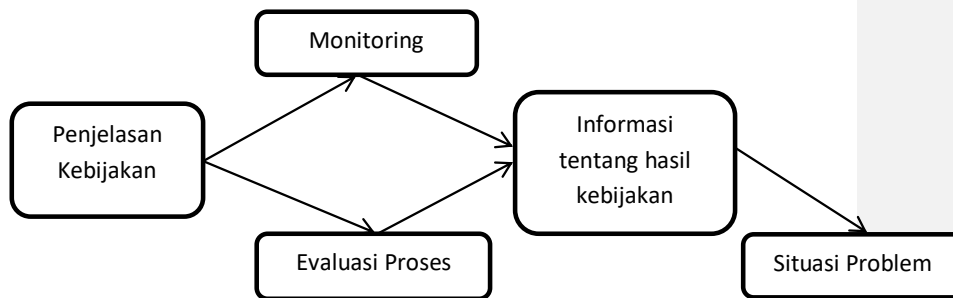 Monitoring
Penjelasan
Kebijakan
Informasi
tentang hasil
kebijakan
Evaluasi Proses
Situasi Problem